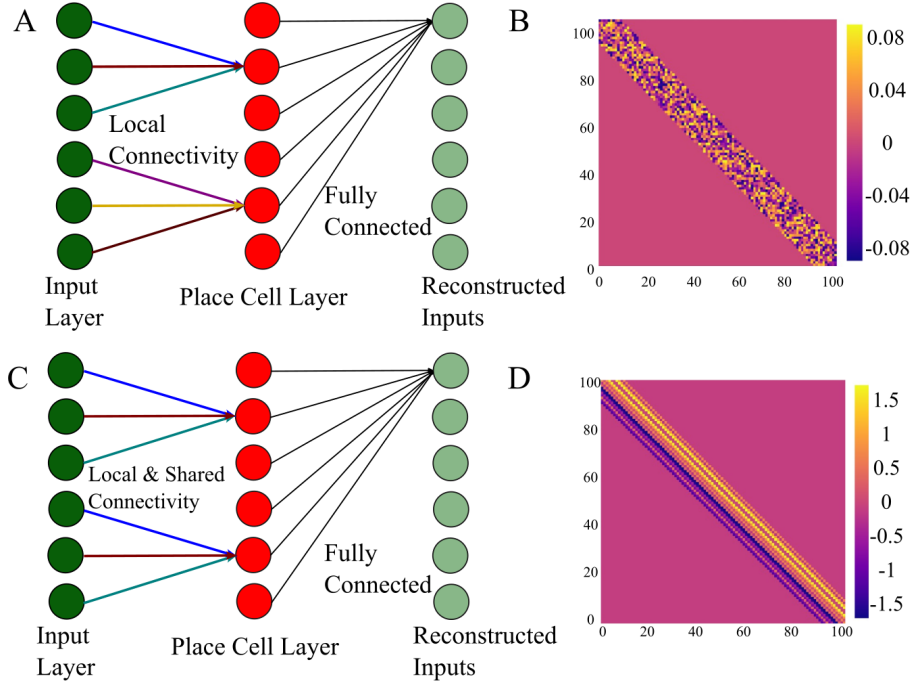 A
Local
Connectivity
Fully
Connected
Input
Layer
Place Cell Layer
Reconstructed
Inputs
B
100
80
60
40
20
0
0
20
40
60
80
100
0.08
0.04
0
-0.04
-0.08
C
Local & Shared
Connectivity
Fully
Connected
Input
Layer
Place Cell Layer
Reconstructed
Inputs
D
100
80
60
40
20
0
0
20
40
60
80
100
1.5
1
0.5
0
-0.5
-1
-1.5